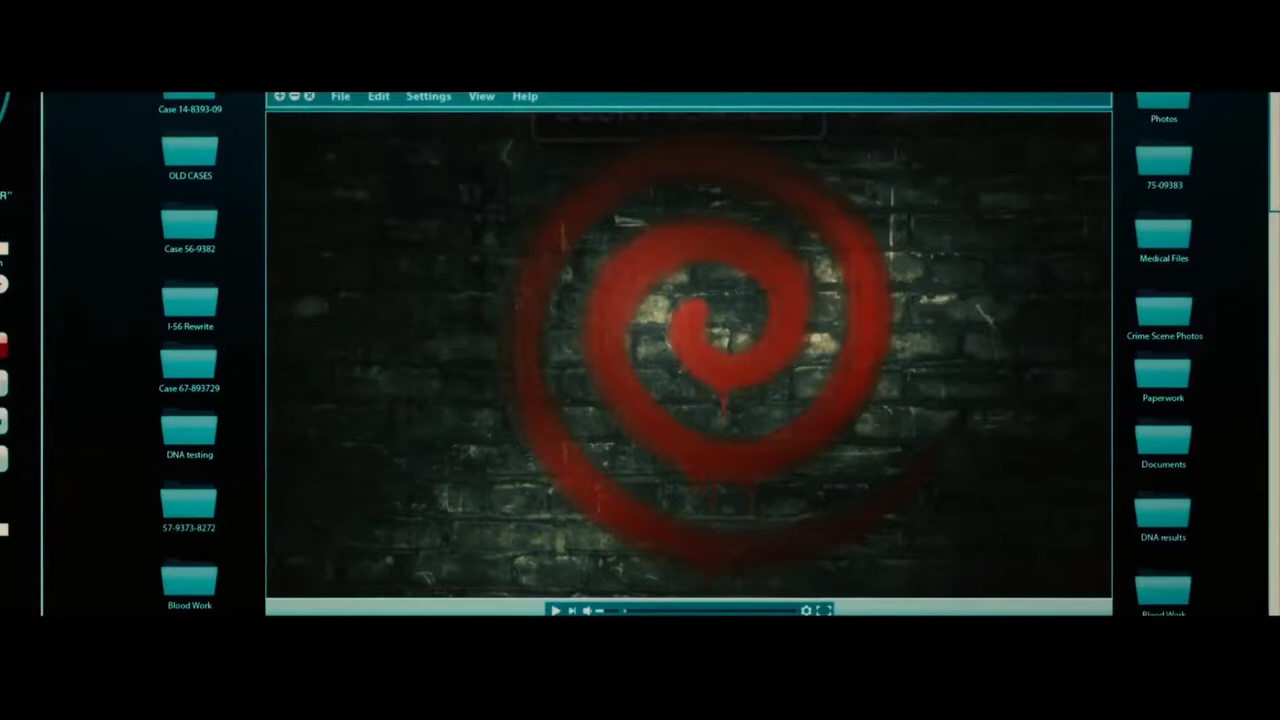 Case 14-8393-09
OLD CASES
Case 56-9382
I-56 Rewrite
Case 67-893729
DNA testing
57-9373-8272
Blood Work
File Edit Settings View Help
Photos
75-09383
Medical Files
Crime Scene Photos
Paperwork
Documents
DNA results
Blood Work
R"